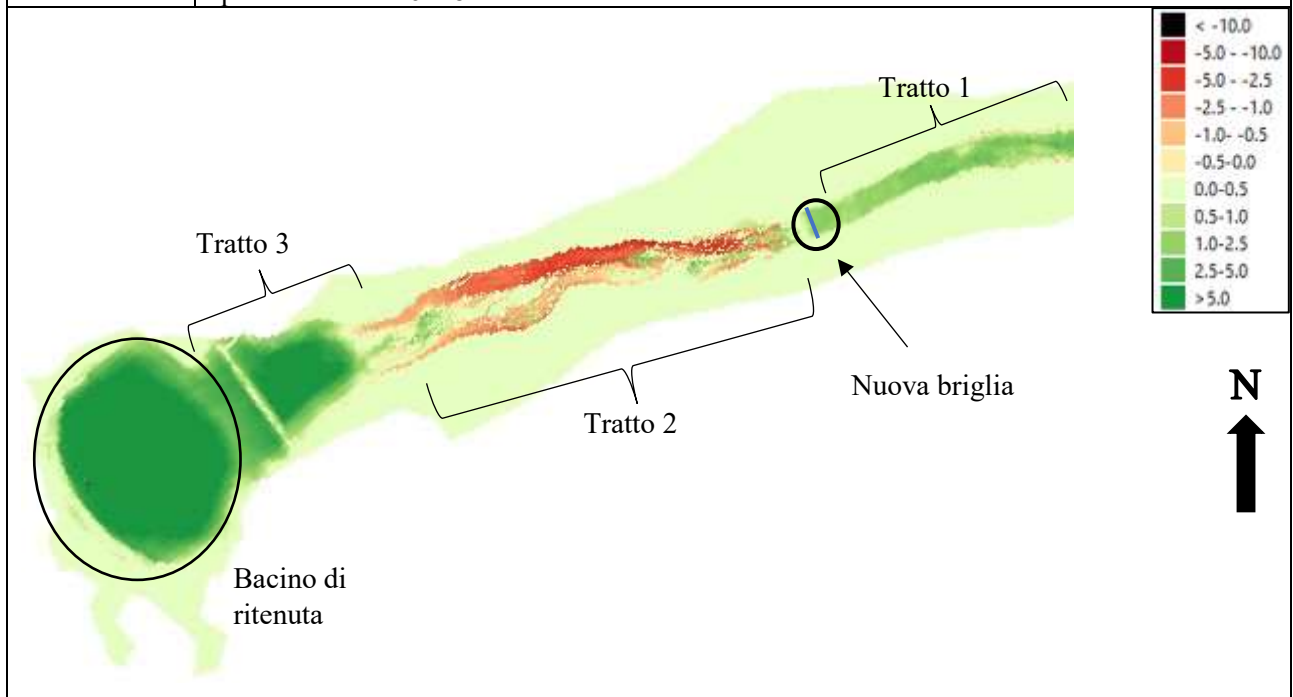 < -10.0
-5.0 - -10.0
-5.0 - -2.5
-2.5 - -1.0
-1.0- -0.5
-0.5-0.0
0.0-0.5
0.5-1.0
1.0-2.5
2.5-5.0
>5.0
Tratto 1
Tratto 3
Nuova briglia
Tratto 2
N
Bacino di
ritenuta